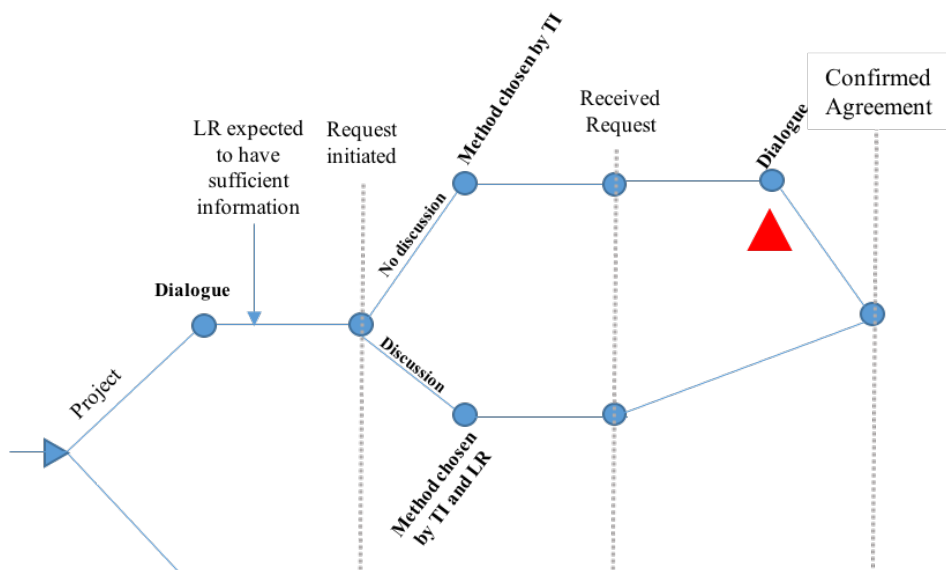 Method chosen by TI
Confirmed
Agreement
LR expected
to have
sufficient
information
Request
initiated
Received
Request
Dialogue
No discussion
Dialogue
Discussion
Project
Method chosen
by TI and LR